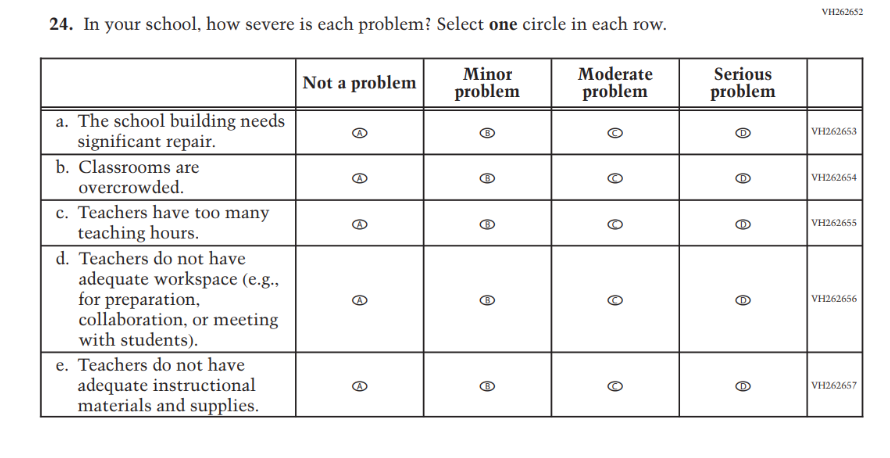 VH262652
24. In your school, how severe is each problem? Select one circle in each row.
Not a problem
Minor
problem
Moderate
problem
Serious
problem
a. The school building needs
significant repair.
A B C D VH262653
b. Classrooms are
overcrowded.
A B C D VH262654
c. Teachers have too many
teaching hours.
A B C D VH262655
d. Teachers do not have
adequate workspace (e.g.,
for preparation,
collaboration, or meeting
with students).
A B C D VH262656
e. Teachers do not have
adequate instructional
materials and supplies.
A B C D VH262657